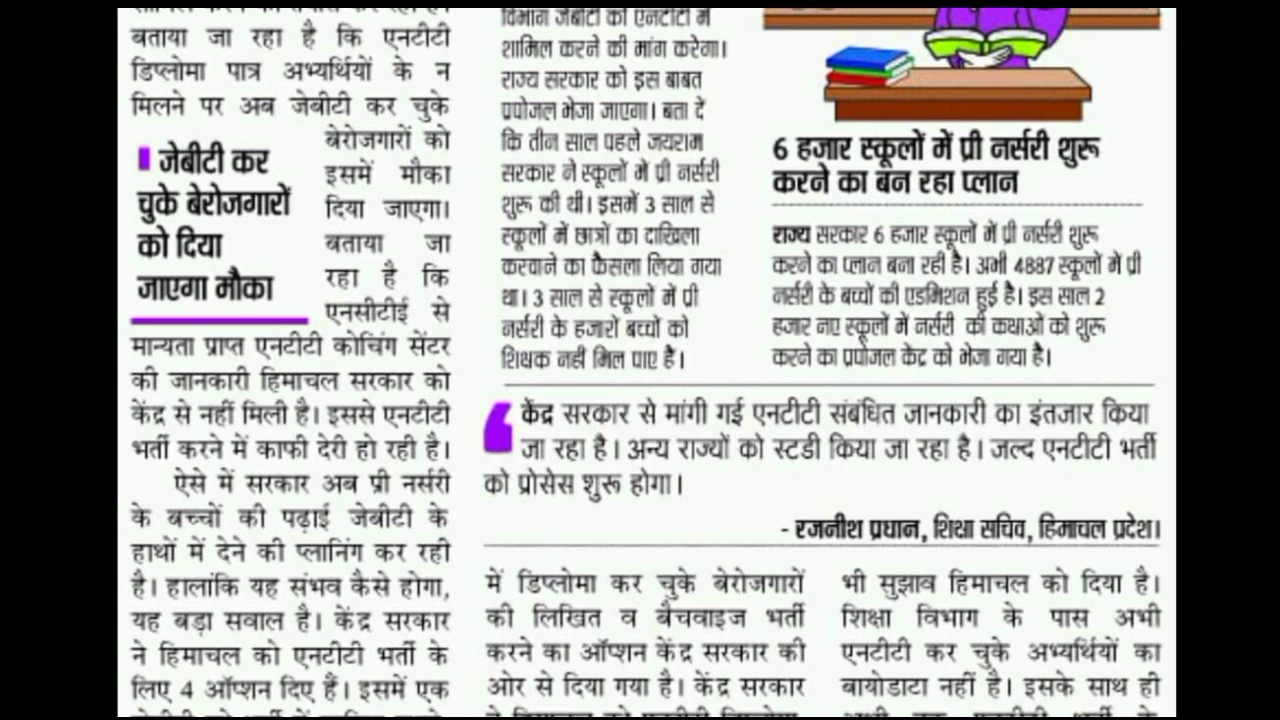 बताया जा रहा है कि एनटीटी
डिप्लोमा पात्र अभ्यर्थियों के न
मिलने पर अब जेबीटी कर चुके
बेरोजगारों को
इसमें मौका
दिया जाएगा।
बताया जा
रहा है कि
एनसीटीई से
जेबीटी कर
चुके बेरोजगारों
को दिया
जाएगा मौका
मान्यता प्राप्त एनटीटी कोचिंग सेंटर
की जानकारी हिमाचल सरकार को
केंद्र से नहीं मिली है। इससे एनटीटी
भर्ती करने में काफी देरी हो रही है।
ऐसे में सरकार अब प्री नर्सरी
के बच्चों की पढ़ाई जेबीटी के
हाथों में देने की प्लानिंग कर रही
है। हालांकि यह संभव कैसे होगा,
यह बड़ा सवाल है। केंद्र सरकार
ने हिमाचल को एनटीटी भर्ती के
लिए 4 ऑप्शन दिए हैं। इसमें एक
विभाग जेबीटी को एनटीटी में
शामिल करने की मांग करेगा।
राज्य सरकार को इस बाबत
प्रपोजल भेजा जाएगा। बता दें
कि तीन साल पहले जयराम
सरकार ने स्कूलों में प्री नर्सरी
शुरू की थी। इसमें 3 साल से
स्कूलों में छात्रों का दाखिला
करवाने का फैसला लिया गया
था। 3 साल से स्कूलों में प्री
नर्सरी के हजारों बच्चों को
शिक्षक नहीं मिल पाए हैं।
6 हजार स्कूलों में प्री नर्सरी शुरू
करने का बन रहा प्लान
राज्य सरकार 6 हजार स्कूलों में प्री नर्सरी शुरू
करने का प्लान बना रही है। अभी 4887 स्कूलों में प्री
नर्सरी के बच्चों की एडमिशन हुई है। इस साल 2
हजार नए स्कूलों में नर्सरी की कक्षाओं को शुरू
करने का प्रपोजल केंद्र को भेजा गया है।
केंद्र सरकार से मांगी गई एनटीटी संबंधित जानकारी का इंतजार किया
जा रहा है। अन्य राज्यों को स्टडी किया जा रहा है। जल्द एनटीटी भर्ती
को प्रोसेस शुरू होगा।
- रजनीश प्रधान, शिक्षा सचिव, हिमाचल प्रदेश।
में डिप्लोमा कर चुके बेरोजगारों
की लिखित व बैचवाइज भर्ती
करने का ऑप्शन केंद्र सरकार की
ओर से दिया गया है। केंद्र सरकार
भी सुझाव हिमाचल को दिया है।
शिक्षा विभाग के पास अभी
एनटीटी कर चुके अभ्यर्थियों का
बायोडाटा नहीं है। इसके साथ ही